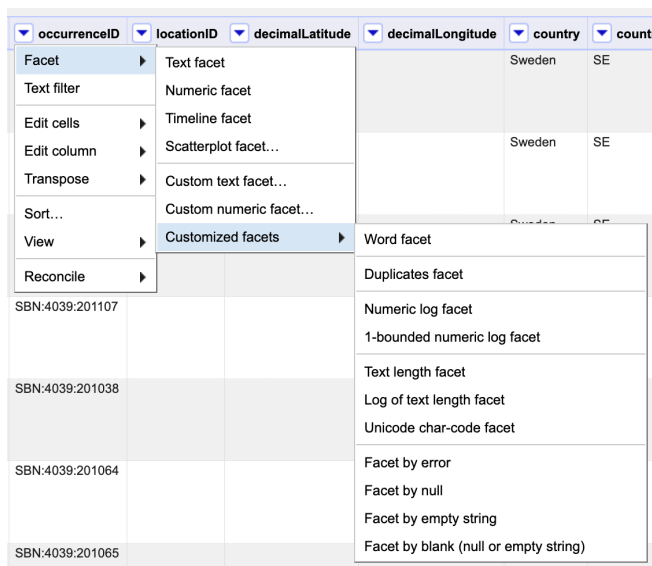 occurrenceID locationID decimalLatitude decimalLongitude country count
Facet
Text filter
Edit cells
Edit column
Transpose
Sort...
View
Reconcile
Text facet
Numeric facet
Timeline facet
Scatterplot facet...
Custom text facet...
Custom numeric facet...
Customized facets
Word facet
Duplicates facet
Numeric log facet
1-bounded numeric log facet
Text length facet
Log of text length facet
Unicode char-code facet
Facet by error
Facet by null
Facet by empty string
Facet by blank (null or empty string)
Sweden SE
Sweden SE
Sweden SE
SBN:4039:201107
SBN:4039:201038
SBN:4039:201064
SBN:4039:201065